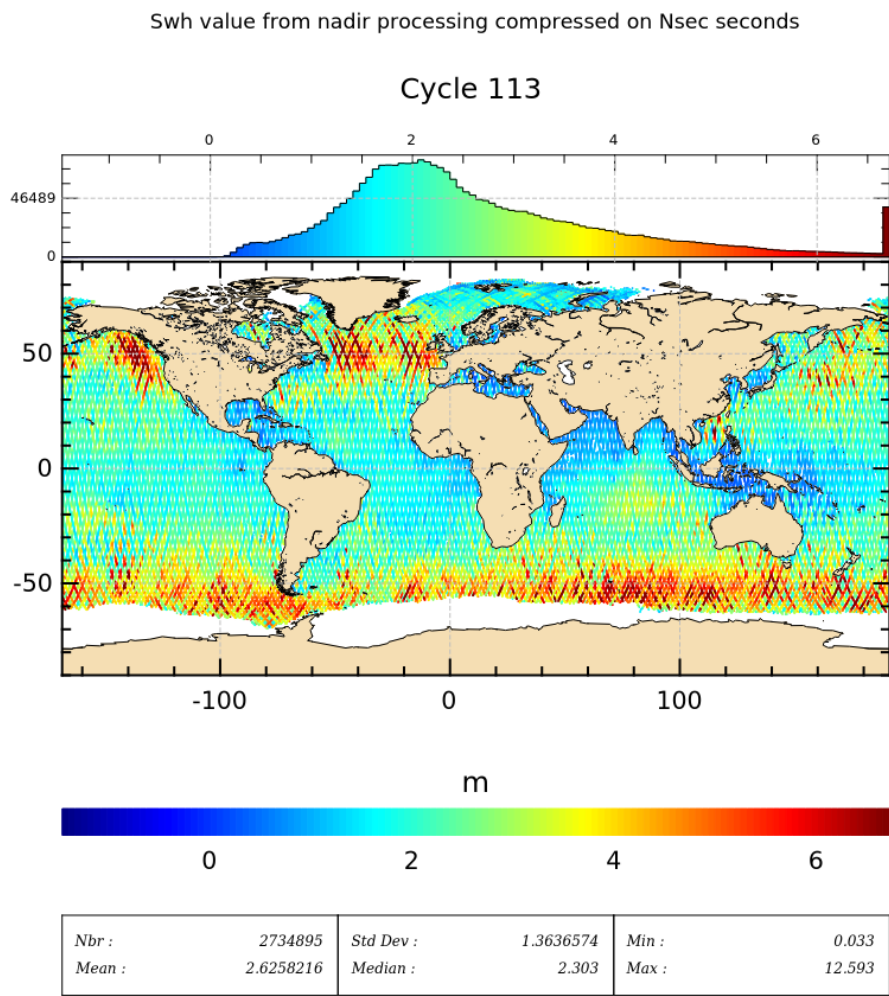 Swh value from nadir processing compressed on Nsec seconds
Cycle 113
0 2 4 6
46489
0
50
0
-50
-100 0 100
m
0 2 4 6
Nbr : 2734895 Std Dev : 1.3636574 Min : 0.033
Mean : 2.6258216 Median : 2.303 Max : 12.593